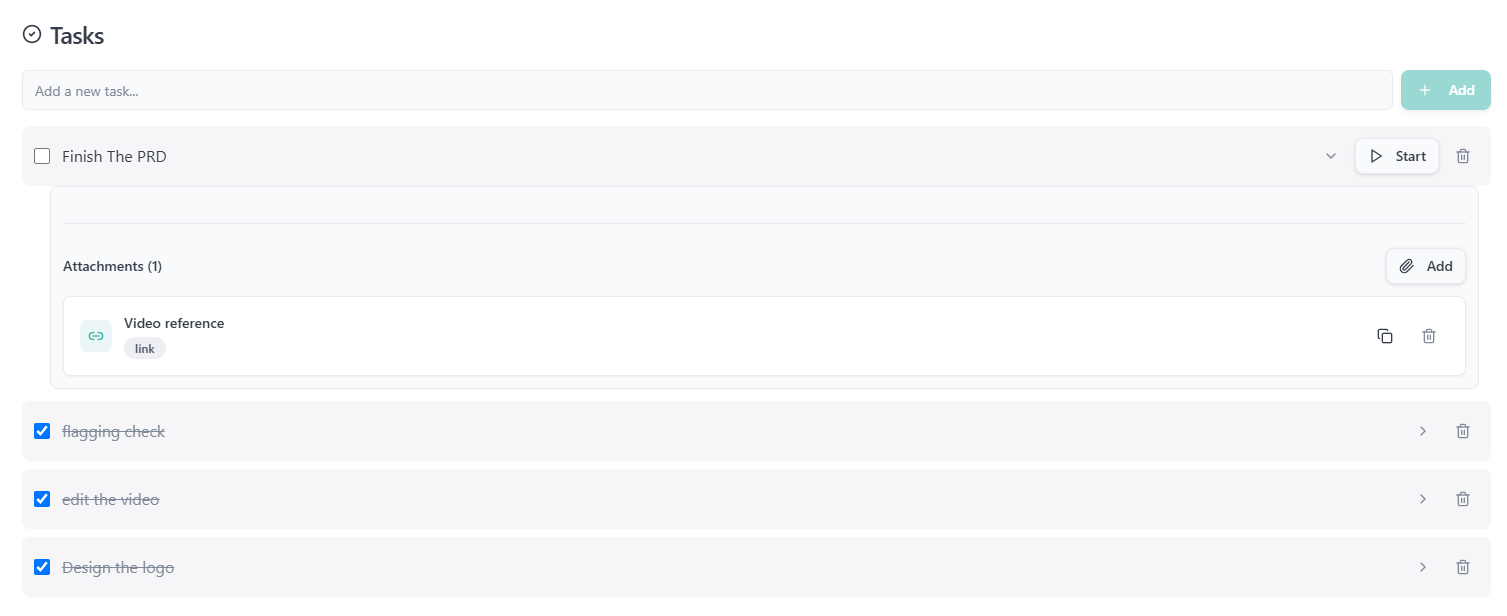 Tasks
Add a new task...
Add
Finish The PRD
Start
Attachments (1)
Add
Video reference
link
flagging check
edit the video
Design the logo